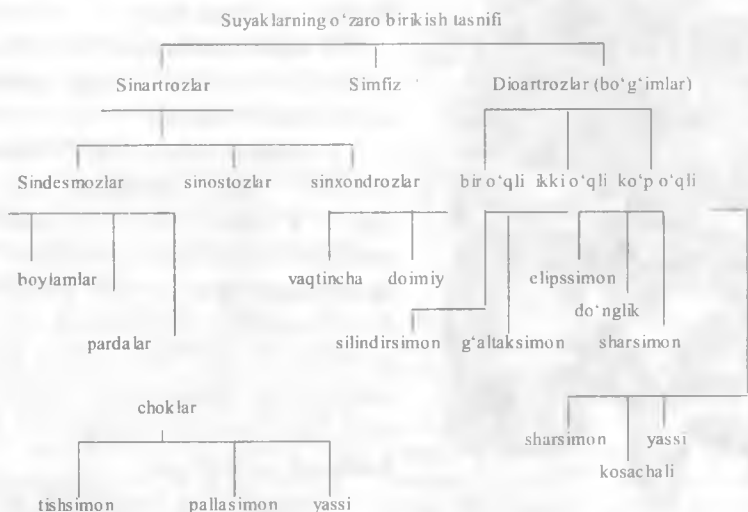 Suyaklarning o‘zaro birikish tasnifi
Sinartrozlar Simfiz Dioartrozlar (bo‘g‘imlar)
Sindesmozlar sinostozlar sinxondrozlar bir o‘qli ikki o‘qli ko‘p o‘qli
boylamlar vaqtincha doimiy elipssimon
do‘nglik
pardalar silindirsimon g‘altaksimon sharsimon
choklar
sharsimon yassi
kosachali
tishsimon pallasimon yassi